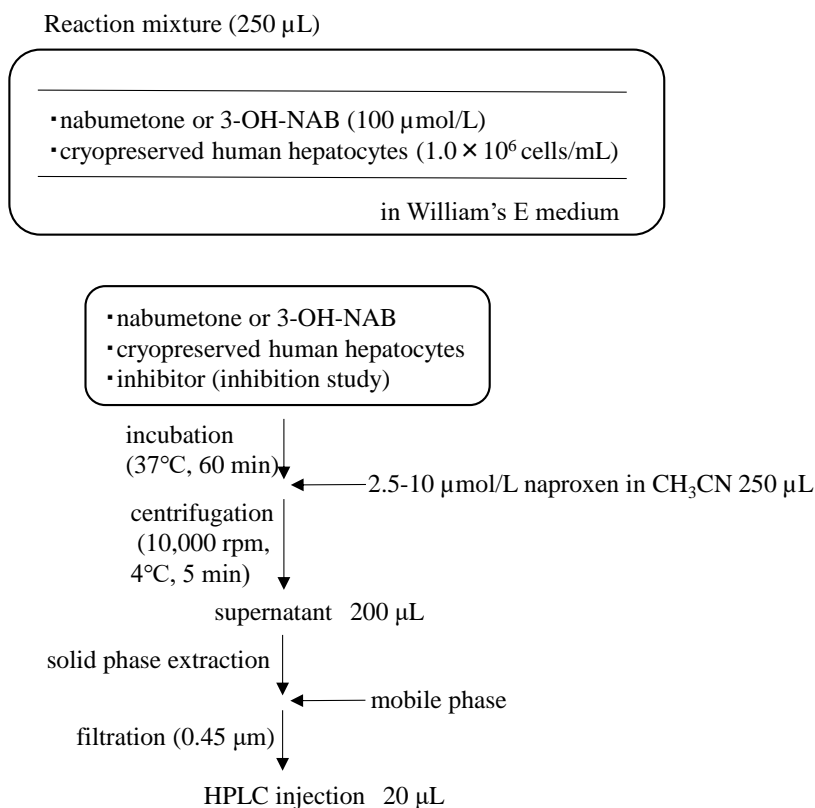 Reaction mixture (250 µL)
・nabumetone or 3-OH-NAB (100 µmol/L)
・cryopreserved human hepatocytes (1.0 × 10⁶ cells/mL)
in William’s E medium
・nabumetone or 3-OH-NAB
・cryopreserved human hepatocytes
・inhibitor (inhibition study)
incubation
(37℃, 60 min)
2.5-10 µmol/L naproxen in CH₃CN 250 µL
centrifugation
(10,000 rpm,
4℃, 5 min)
supernatant 200 μL
solid phase extraction
mobile phase
filtration (0.45 μm)
HPLC injection 20 μL